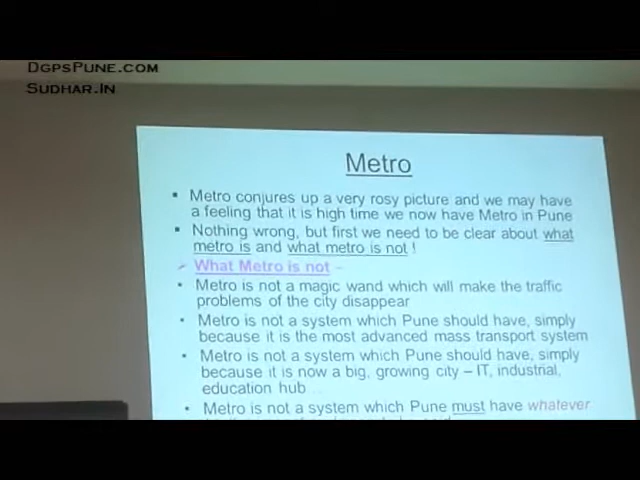 DGPSPUNE.COM
SUDHAR.IN
Metro
▪ Metro conjures up a very rosy picture and we may have
a feeling that it is high time we now have Metro in Pune
▪ Nothing wrong, but first we need to be clear about what
metro is and what metro is not !
What Metro is not –
• Metro is not a magic wand which will make the traffic
problems of the city disappear
• Metro is not a system which Pune should have, simply
because it is the most advanced mass transport system
• Metro is not a system which Pune should have, simply
because it is now a big, growing city – IT, industrial,
education hub
• Metro is not a system which Pune must have whatever